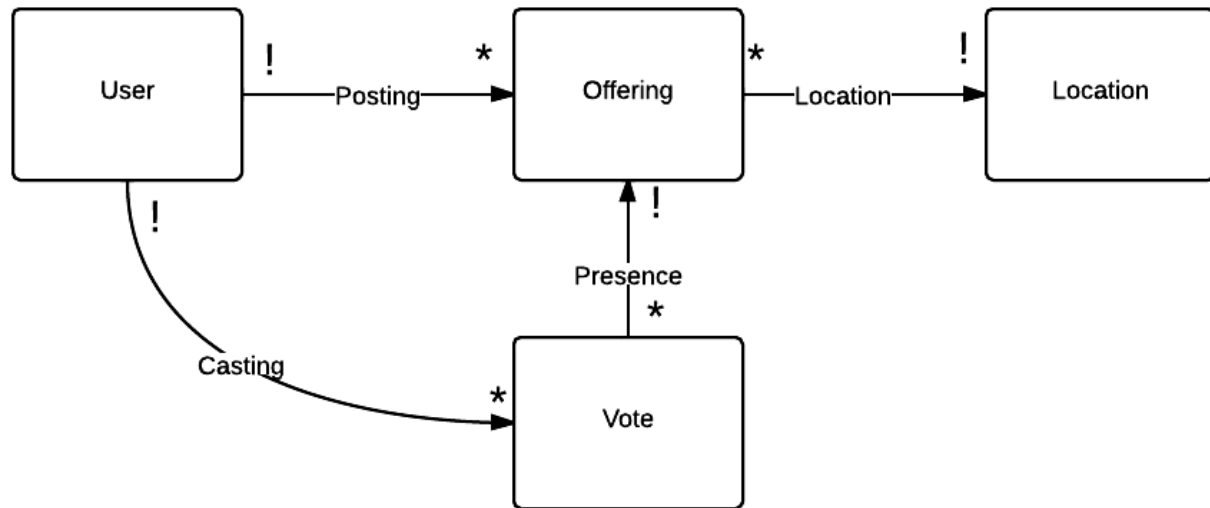 ! * * !
User Posting Offering Location Location
! !
Presence
*
Casting
*
Vote